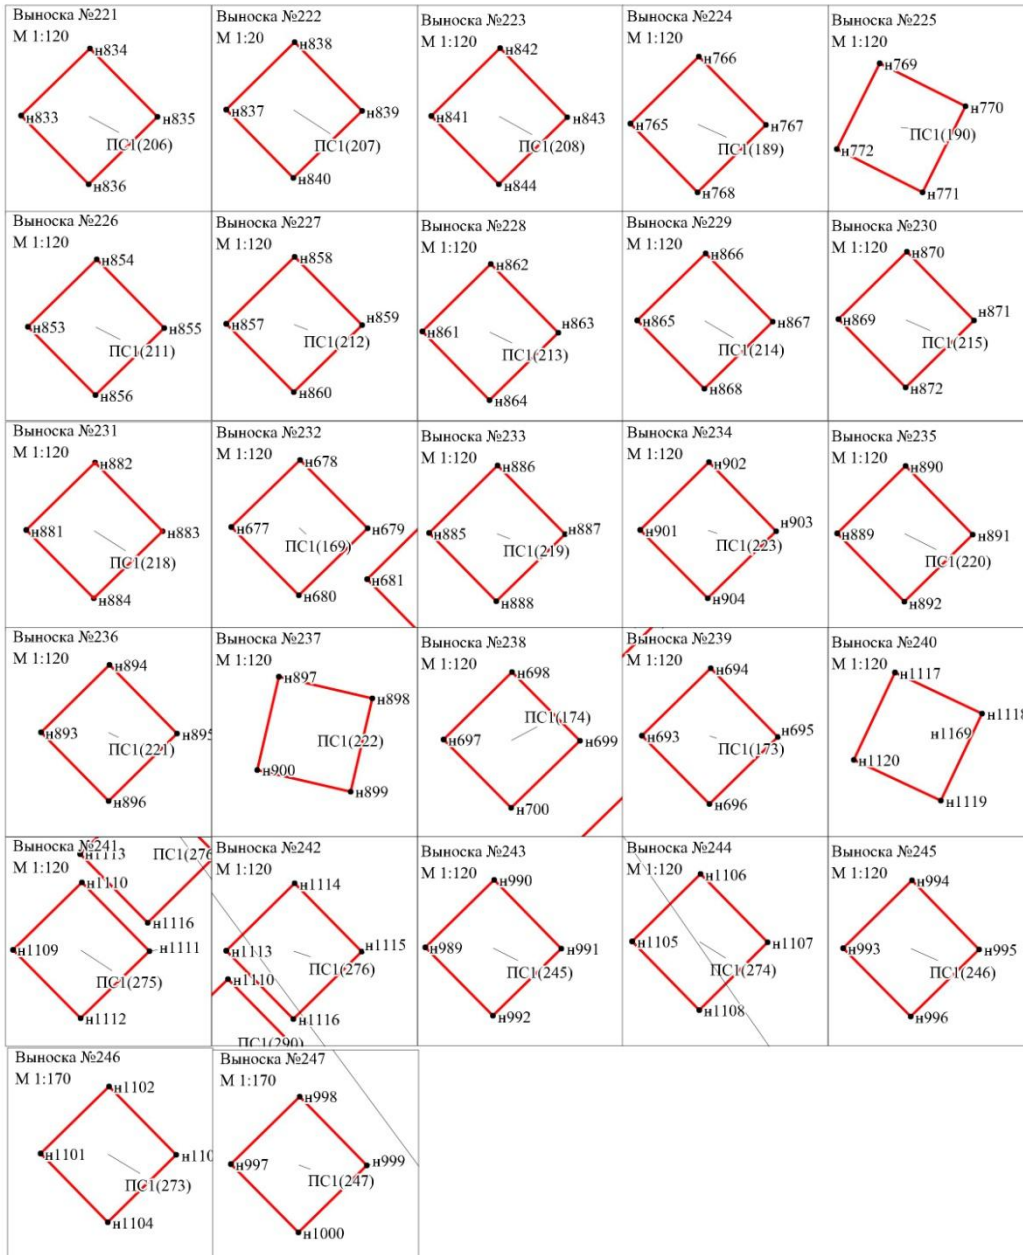 Выноска №221
М 1:120
н834
н833
н835
ПС1(206)
н836
Выноска №222
М 1:20
н838
н837
н839
ПС1(207)
н840
Выноска №223
М 1:120
н842
н841
н843
ПС1(208)
н844
Выноска №224
М 1:120
н766
н765
н767
ПС1(189)
н768
Выноска №225
М 1:120
н769
н770
ПС1(190)
н772
н771
Выноска №226
М 1:120
н854
н853
н855
ПС1(211)
н856
Выноска №227
М 1:120
н858
н857
н859
ПС1(212)
н860
Выноска №228
М 1:120
н862
н861
н863
ПС1(213)
н864
Выноска №229
М 1:120
н866
н865
н867
ПС1(214)
н868
Выноска №230
М 1:120
н870
н869
н871
ПС1(215)
н872
Выноска №231
М 1:120
н882
н881
н883
ПС1(218)
н884
Выноска №232
М 1:120
н678
н677
н679
ПС1(169)
н681
н680
Выноска №233
М 1:120
н886
н885
н887
ПС1(219)
н888
Выноска №234
М 1:120
н902
н901
н903
ПС1(223)
н904
Выноска №235
М 1:120
н890
н889
н891
ПС1(220)
н892
Выноска №236
М 1:120
н894
н893
н895
ПС1(221)
н896
Выноска №237
М 1:120
н897
н898
ПС1(222)
н900
н899
Выноска №238
М 1:120
н698
ПС1(174)
н697
н699
н700
Выноска №239
М 1:120
н694
н693
н695
ПС1(173)
н696
Выноска №240
М 1:120
н1117
н1118
н1169
н1120
н1119
Выноска №241
н1113
ПС1(276
М 1:120
н1110
н1116
н1109
н1111
ПС1(275)
н1112
Выноска №242
М 1:120
н1114
н1113
н1115
ПС1(276)
н1110
н1116
ПС1(290)
Выноска №243
М 1:120
н990
н989
н991
ПС1(245)
н992
Выноска №244
М 1:120
н1106
н1105
н1107
ПС1(274)
н1108
Выноска №245
М 1:120
н994
н993
н995
ПС1(246)
н996
Выноска №246
М 1:170
н1102
н1101
н110
ПС1(273)
н1104
Выноска №247
М 1:170
н998
н997
н999
ПС1(247)
н1000